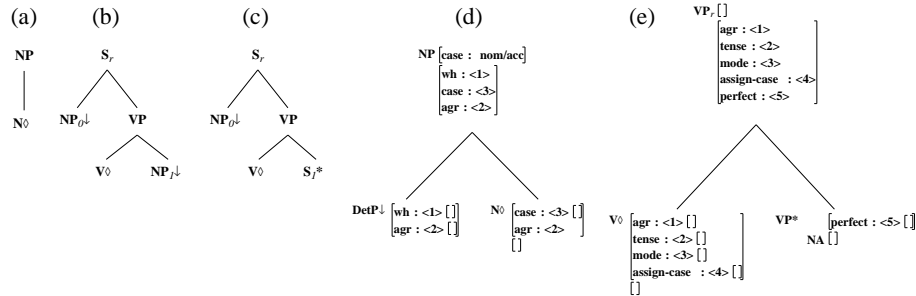 (a) (b) (c) (d) (e)
NP
N◊
S_r
NP_0↓ VP
V◊ NP_1↓
S_r
NP_0↓ VP
V◊ S_1*
NP [case : nom/acc]
[wh : <1>
case : <3>
agr : <2>]
DetP↓ [wh : <1> []
agr : <2> []]
N◊ [case : <3> []
agr : <2>]
[]
VP_r []
[agr : <1>
tense : <2>
mode : <3>
assign-case : <4>
perfect : <5>]
V◊ [agr : <1> []
tense : <2> []
mode : <3> []
assign-case : <4> []]
[]
VP* [perfect : <5> []]
NA []